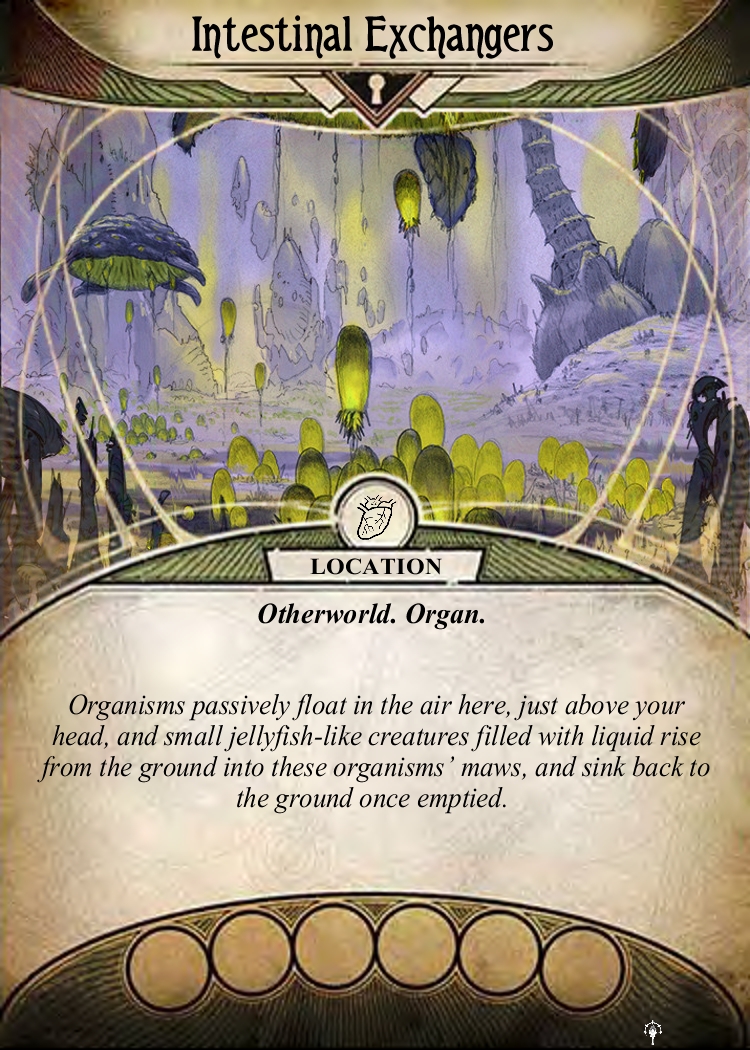 Intestinal Exchangers
LOCATION
Otherworld. Organ.
Organisms passively float in the air here, just above your
head, and small jellyfish-like creatures filled with liquid rise
from the ground into these organisms’ maws, and sink back to
the ground once emptied.